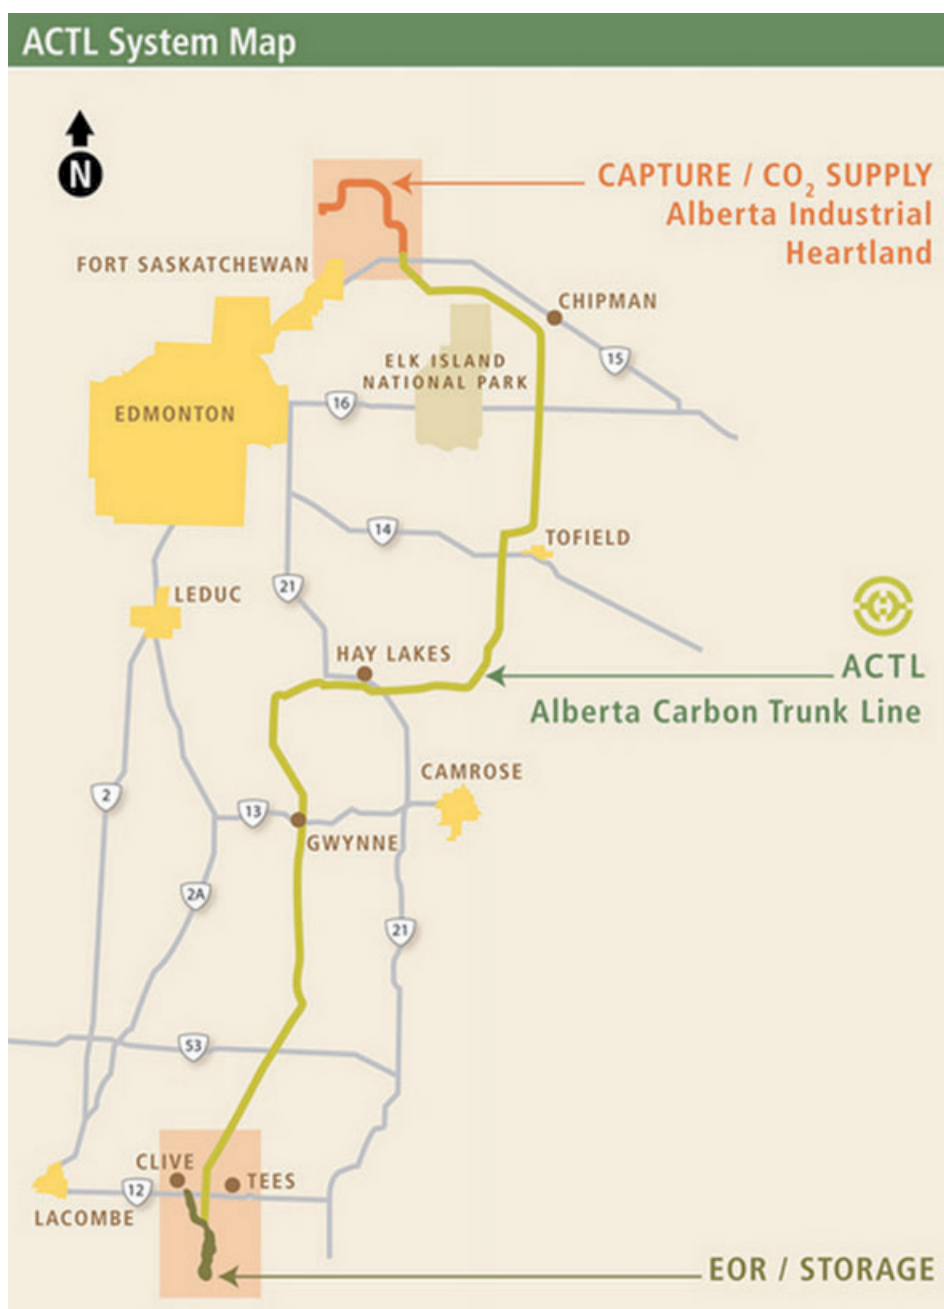 ACTL System Map
N
CAPTURE / CO₂ SUPPLY
Alberta Industrial
Heartland
FORT SASKATCHEWAN
CHIPMAN
15
ELK ISLAND
NATIONAL PARK
16
EDMONTON
14
TOFIELD
21
LEDUC
HAY LAKES
ACTL
Alberta Carbon Trunk Line
CAMROSE
2
13
GWYNNE
2A
21
53
CLIVE
TEES
12
LACOMBE
EOR / STORAGE